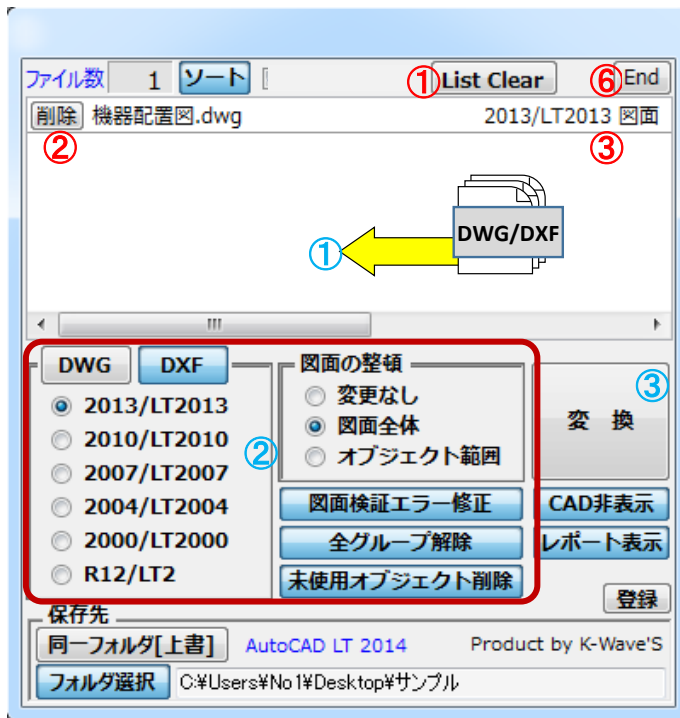 ファイル数 1 ソート ① List Clear ⑥ End
削除 機器配置図.dwg 2013/LT2013 図面
② ③
DWG/DXF
①
DWG DXF 図面の整頓
2013/LT2013 変更なし ③
2010/LT2010 図面全体 変 換
2007/LT2007 ② オブジェクト範囲
2004/LT2004 図面検証エラー修正 CAD非表示
2000/LT2000 全グループ解除 レポート表示
R12/LT2 未使用オブジェクト削除
登録
保存先
同一フォルダ[上書] AutoCAD LT 2014 Product by K-Wave'S
フォルダ選択 C:¥Users¥No1¥Desktop¥サンプル